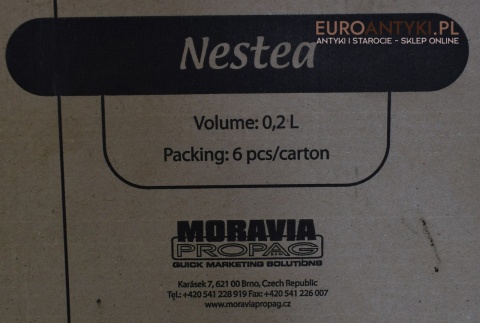 EUROANTYKI.PL
ANTYKI I STAROCIE - SKLEP ONLINE
Nestea
Volume: 0,2 L
Packing: 6 pcs/carton
MORAVIA
PROPAG
QUICK MARKETING SOLUTIONS
Karásek 7, 621 00 Brno, Czech Republic
Tel.: +420 541 228 919 Fax: +420 541 226 007
www.moraviapropag.cz